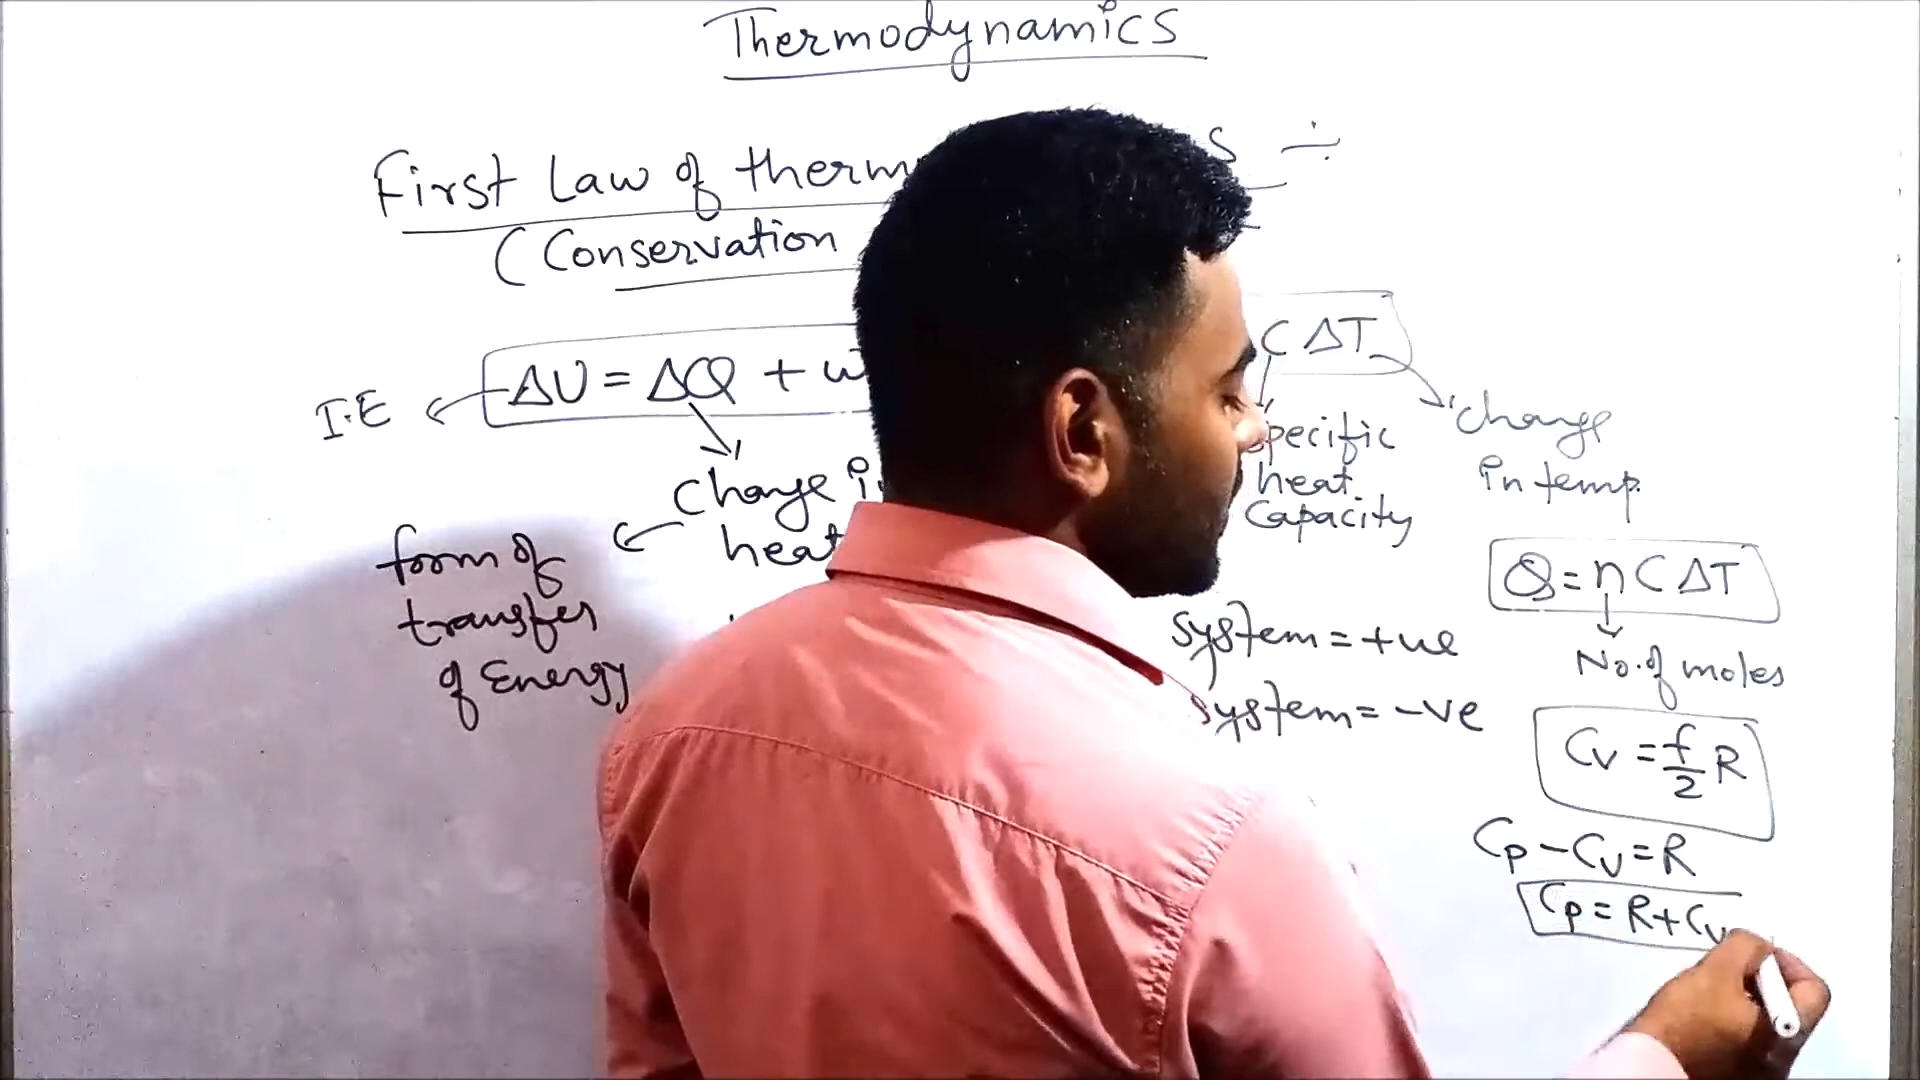 Thermodynamics
First Law of therm s ÷
(Conservation
ΔU = ΔQ + w
I.E
Change
heat
form of
transfer
of Energy
C ΔT
specific
heat
capacity
change
in temp.
Q = n C ΔT
No. of moles
system = +ve
system = -ve
Cv = f/2 R
Cp - Cv = R
Cp = R + Cv